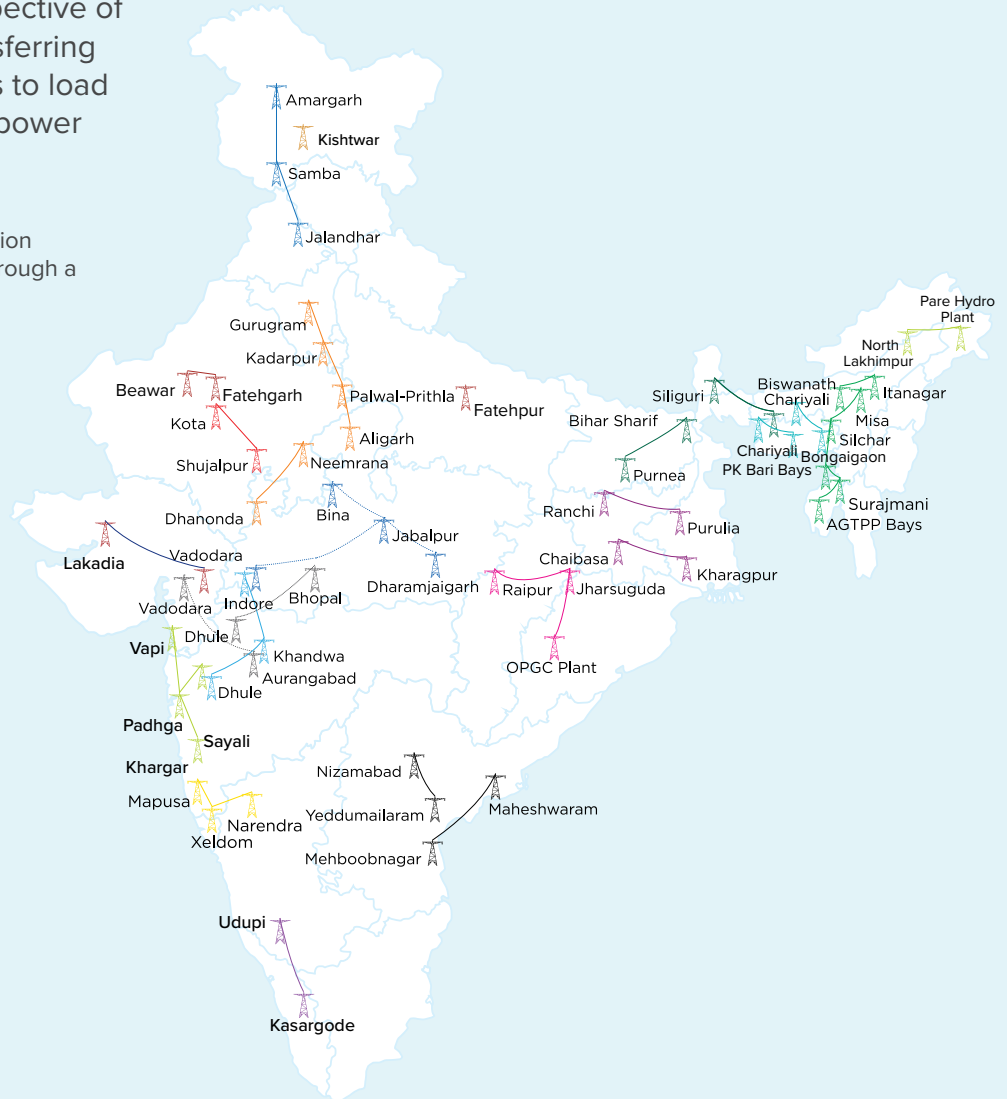 pective of
sferring
s to load
power
tion
rough a
Amargarh
Kishtwar
Samba
Jalandhar
Gurugram
Kadarpur
Beawar
Fatehgarh
Palwal-Prithla
Fatehpur
Kota
Aligarh
Shujalpur
Neemrana
Dhanonda
Bina
Jabalpur
Lakadia
Vadodara
Dharamjaigarh
Vadodara
Indore
Bhopal
Dhule
Khandwa
Aurangabad
Dhule
Vapi
Padhga
Sayali
Khargar
Mapusa
Narendra
Xeldom
Nizamabad
Yeddumailaram
Maheshwaram
Mehboobnagar
Udupi
Kasargode
Pare Hydro
Plant
North
Lakhimpur
Siliguri
Biswanath
Chariyali
Itanagar
Bihar Sharif
Misa
Silchar
Chariyali
Bongaigaon
PK Bari Bays
Purnea
Surajmani
AGTPP Bays
Ranchi
Purulia
Chaibasa
Kharagpur
Raipur
Jharsuguda
OPGC Plant